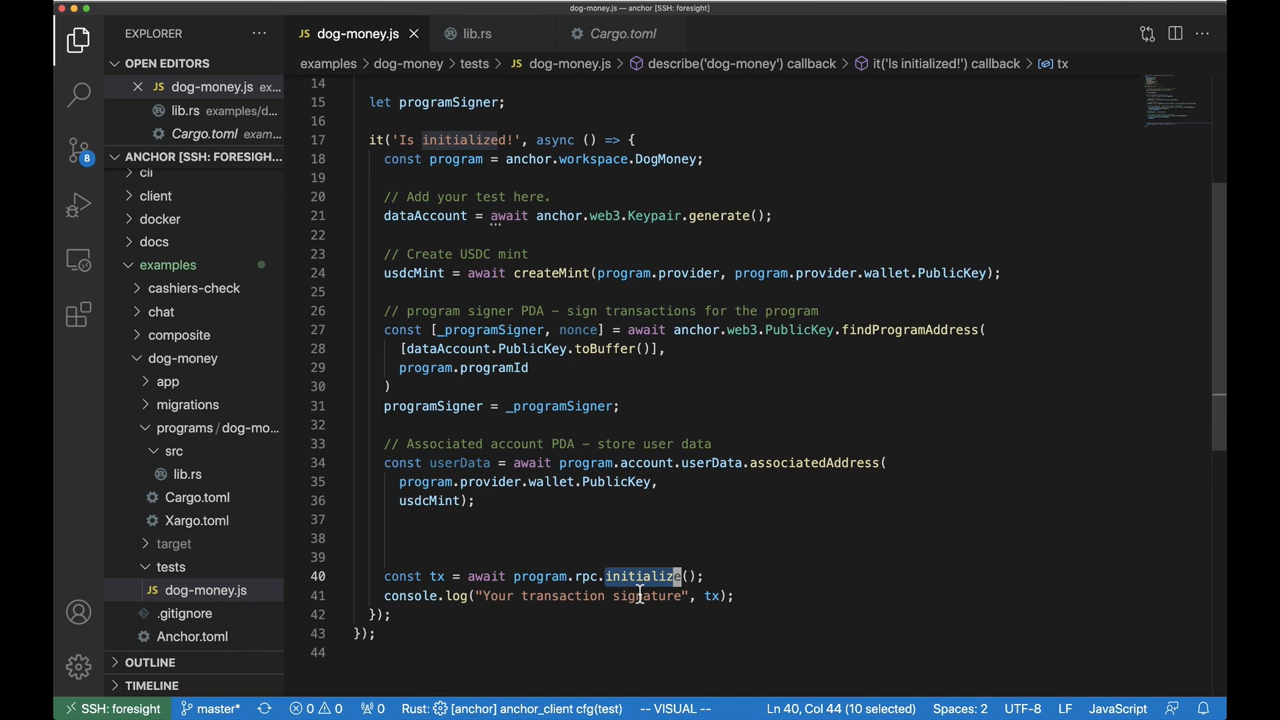 dog-money.js — anchor [SSH: foresight]
EXPLORER
OPEN EDITORS
JS dog-money.js ex...
lib.rs examples/d...
Cargo.toml exam...
ANCHOR [SSH: FORESIGH...
cli
client
docker
docs
examples
cashiers-check
chat
composite
dog-money
app
migrations
programs / dog-mo...
src
lib.rs
Cargo.toml
Xargo.toml
target
tests
JS dog-money.js
.gitignore
Anchor.toml
OUTLINE
TIMELINE
8
JS dog-money.js
lib.rs
Cargo.toml
examples > dog-money > tests > JS dog-money.js > describe('dog-money') callback > it('Is initialized!') callback > tx
14
15 let programSigner;
16
17 it('Is initialized!', async () => {
18 const program = anchor.workspace.DogMoney;
19
20 // Add your test here.
21 dataAccount = await anchor.web3.Keypair.generate();
22
23 // Create USDC mint
24 usdcMint = await createMint(program.provider, program.provider.wallet.PublicKey);
25
26 // program signer PDA - sign transactions for the program
27 const [_programSigner, nonce] = await anchor.web3.PublicKey.findProgramAddress(
28 [dataAccount.PublicKey.toBuffer()],
29 program.programId
30 )
31 programSigner = _programSigner;
32
33 // Associated account PDA - store user data
34 const userData = await program.account.userData.associatedAddress(
35 program.provider.wallet.PublicKey,
36 usdcMint);
37
38
39
40 const tx = await program.rpc.initialize();
41 console.log("Your transaction signature", tx);
42 });
43 });
44
SSH: foresight
master*
0 0
0
Rust: [anchor] anchor_client cfg(test)
-- VISUAL --
Ln 40, Col 44 (10 selected)
Spaces: 2
UTF-8
LF
JavaScript